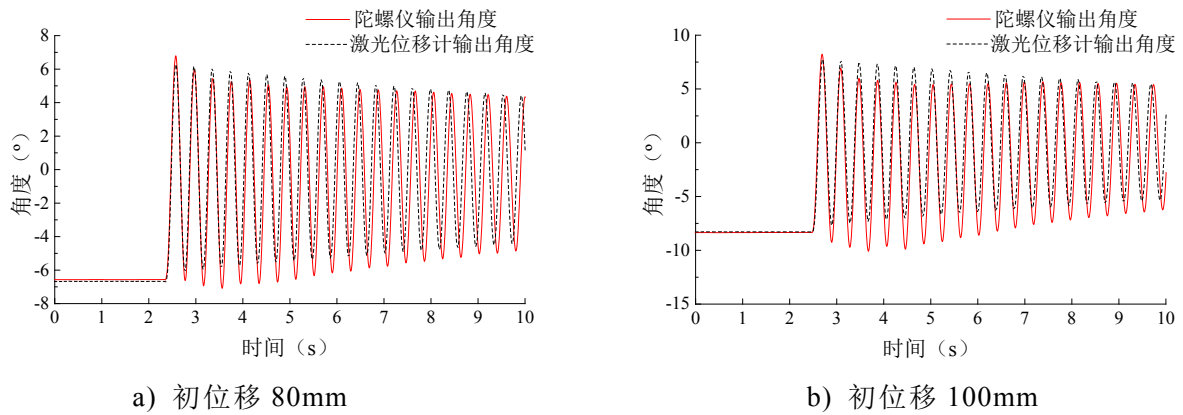 陀螺仪输出角度
激光位移计输出角度
8
6
4
2
0
-2
-4
-6
-8
角度（°）
0 1 2 3 4 5 6 7 8 9 10
时间（s）
a) 初位移 80mm
陀螺仪输出角度
激光位移计输出角度
10
5
0
-5
-10
-15
角度（°）
0 1 2 3 4 5 6 7 8 9 10
时间（s）
b) 初位移 100mm